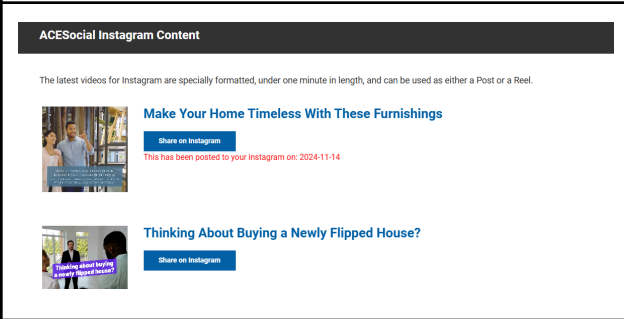 ACESocial Instagram Content
The latest videos for Instagram are specially formatted, under one minute in length, and can be used as either a Post or a Reel.
Make Your Home Timeless With These Furnishings
Share on Instagram
This has been posted to your instagram on: 2024-11-14
Thinking About Buying a Newly Flipped House?
Thinking about buying
a newly flipped house?
Share on Instagram